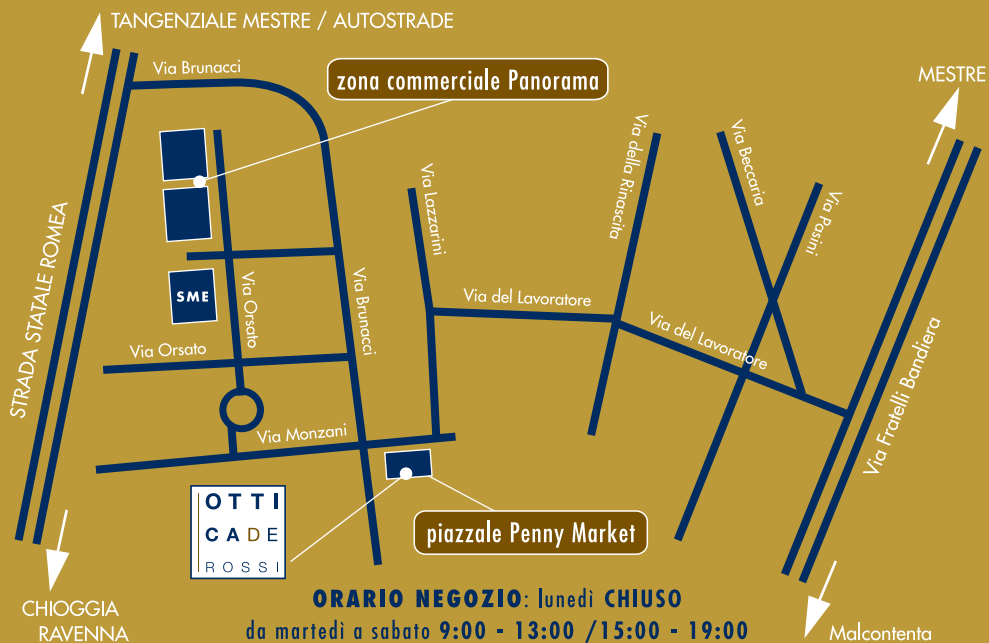 TANGENZIALE MESTRE / AUTOSTRADE
Via Brunacci
zona commerciale Panorama
MESTRE
Via della Rinascita
Via Beccaria
Via Lazzarini
Via Pasini
STRADA STATALE ROMEA
SME
Via Orsato
Via Brunacci
Via del Lavoratore
Via del Lavoratore
Via Orsato
Via Fratelli Bandiera
Via Monzani
OTTI
CADE
ROSSI
piazzale Penny Market
CHIOGGIA
RAVENNA
ORARIO NEGOZIO: lunedì CHIUSO
da martedì a sabato 9:00 - 13:00 /15:00 - 19:00
Malcontenta